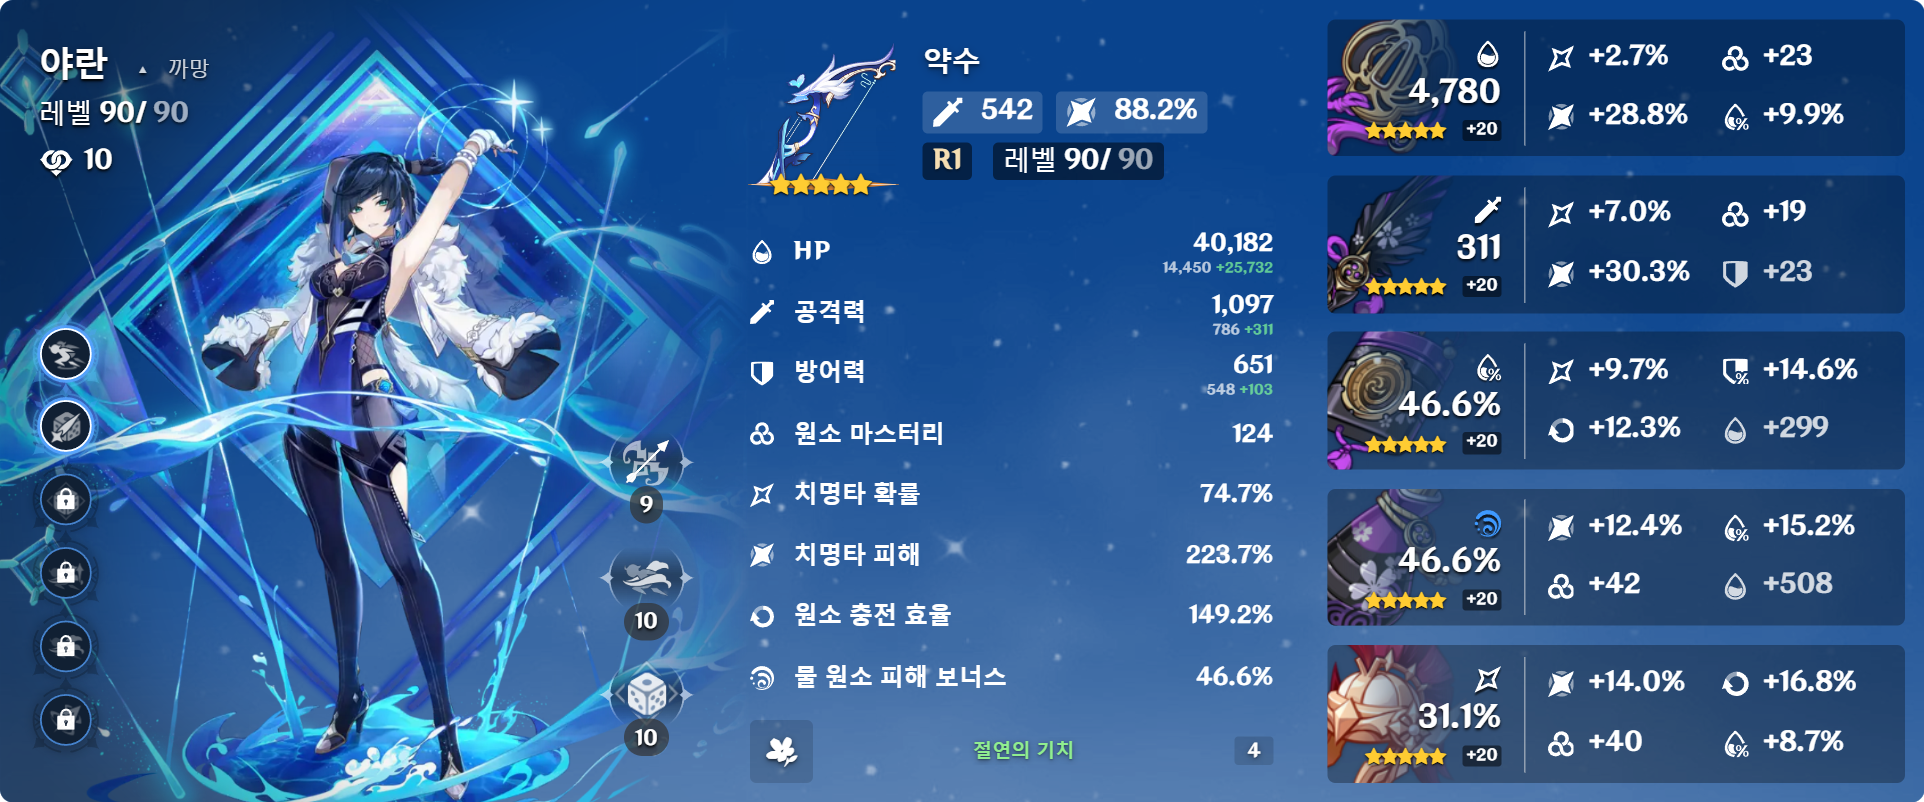 야란 ▲ 까망
레벨 90/ 90
10
9
10
10
약수
542 88.2%
R1 레벨 90/ 90
HP 40,182
14,450 +25,732
공격력 1,097
786 +311
방어력 651
548 +103
원소 마스터리 124
치명타 확률 74.7%
치명타 피해 223.7%
원소 충전 효율 149.2%
물 원소 피해 보너스 46.6%
절연의 기치 4
4,780
+20
+2.7% +23
+28.8% +9.9%
311
+20
+7.0% +19
+30.3% +23
46.6%
+20
+9.7% +14.6%
+12.3% +299
46.6%
+20
+12.4% +15.2%
+42 +508
31.1%
+20
+14.0% +16.8%
+40 +8.7%